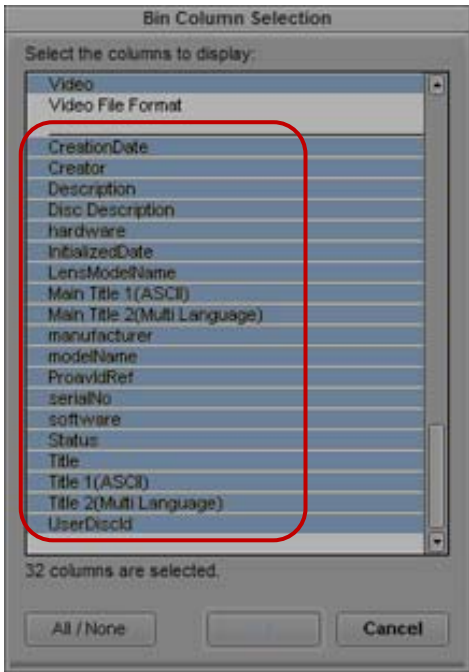 Bin Column Selection
Select the columns to display:
Video
Video File Format
CreationDate
Creator
Description
Disc Description
hardware
InitializedDate
LensModelName
Main Title 1(ASCII)
Main Title 2(Multi Language)
manufacturer
modelName
ProavIdRef
serialNo
software
Status
Title
Title 1(ASCII)
Title 2(Multi Language)
UserDiscId
32 columns are selected.
All / None
Cancel